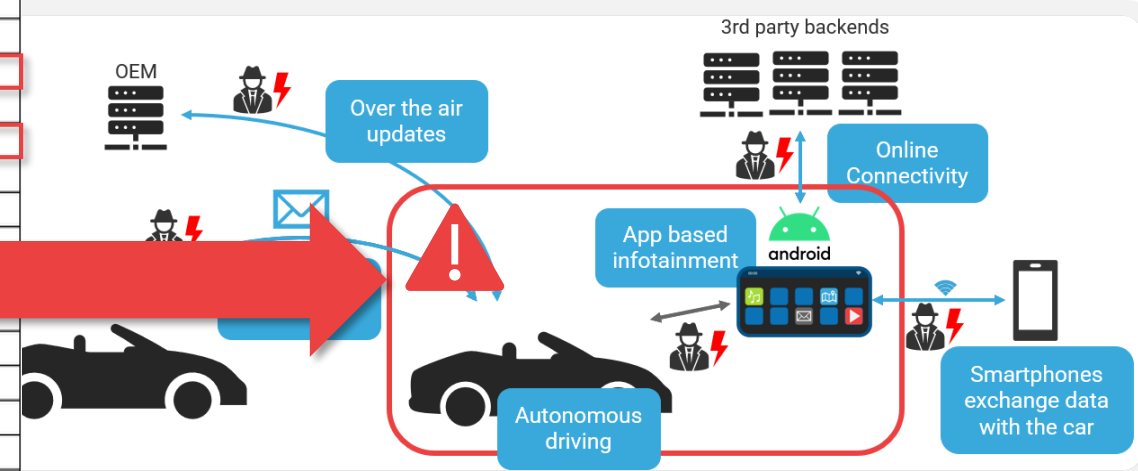 3rd party backends
OEM
Over the air
updates
Online
Connectivity
App based
infotainment
android
Smartphones
exchange data
with the car
Autonomous
driving